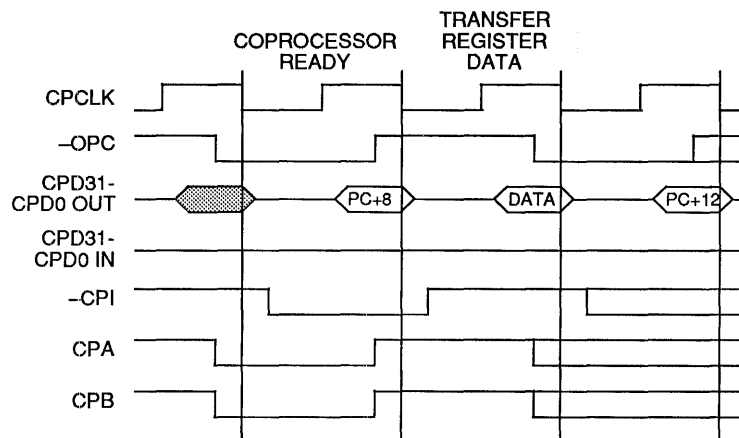 COPROCESSOR
READY
TRANSFER
REGISTER
DATA
CPCLK
–OPC
CPD31-
CPD0 OUT
PC+8
DATA
PC+12
CPD31-
CPD0 IN
–CPI
CPA
CPB